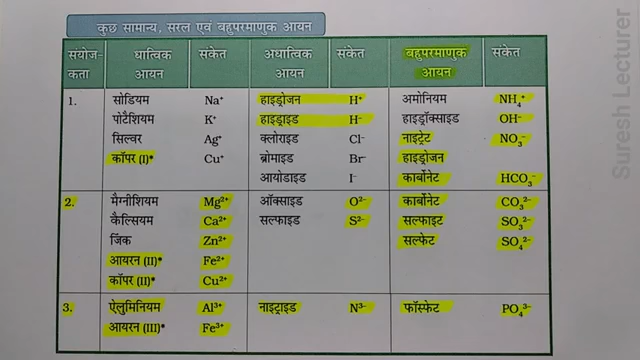 कुछ सामान्य, सरल एवं बहुपरमाणुक आयन
संयोज- धात्विक संकेत अधात्विक संकेत बहुपरमाणुक संकेत
कता आयन आयन आयन
1. सोडियम Na⁺ हाइड्रोजन H⁺ अमोनियम NH₄⁺
पोटैशियम K⁺ हाइड्राइड H⁻ हाइड्रॉक्साइड OH⁻
सिल्वर Ag⁺ क्लोराइड Cl⁻ नाइट्रेट NO₃⁻
कॉपर (I)* Cu⁺ ब्रोमाइड Br⁻ हाइड्रोजन
आयोडाइड I⁻ कार्बोनेट HCO₃⁻
2. मैग्नीशियम Mg²⁺ ऑक्साइड O²⁻ कार्बोनेट CO₃²⁻
कैल्सियम Ca²⁺ सल्फाइड S²⁻ सल्फाइट SO₃²⁻
जिंक Zn²⁺ सल्फेट SO₄²⁻
आयरन (II)* Fe²⁺
कॉपर (II)* Cu²⁺
3. ऐलुमिनियम Al³⁺ नाइट्राइड N³⁻ फॉस्फेट PO₄³⁻
आयरन (III)* Fe³⁺
Suresh Lecturer